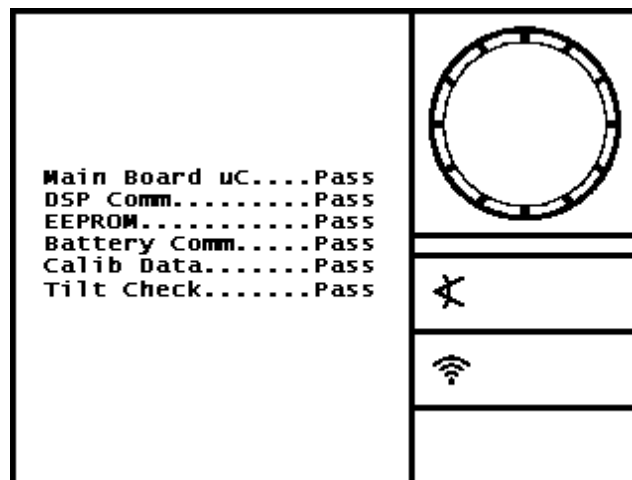 Main Board uC....Pass
DSP Comm.........Pass
EEPROM...........Pass
Battery Comm.....Pass
Calib Data.......Pass
Tilt Check.......Pass